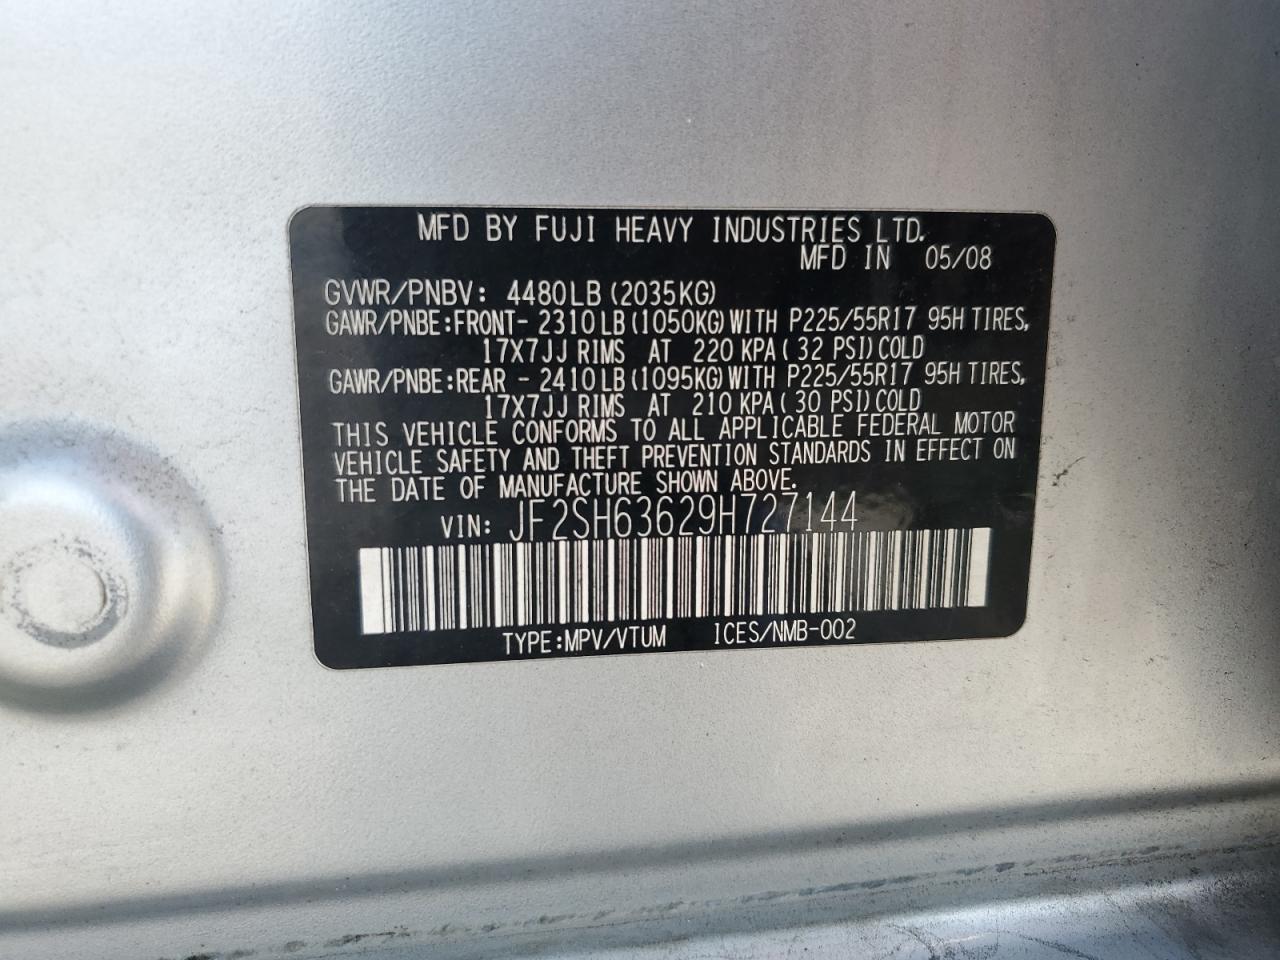 MFD BY FUJI HEAVY INDUSTRIES LTD.
MFD IN 05/08
GVWR/PNBV: 4480LB(2035KG)
GAWR/PNBE:FRONT- 2310LB(1050KG)WITH P225/55R17 95H TIRES,
17X7JJ RIMS AT 220 KPA( 32 PSI)COLD
GAWR/PNBE:REAR - 2410LB(1095KG)WITH P225/55R17 95H TIRES,
17X7JJ RIMS AT 210 KPA( 30 PSI)COLD
THIS VEHICLE CONFORMS TO ALL APPLICABLE FEDERAL MOTOR
VEHICLE SAFETY AND THEFT PREVENTION STANDARDS IN EFFECT ON
THE DATE OF MANUFACTURE SHOWN ABOVE.
VIN: JF2SH63629H727144
TYPE:MPV/VTUM ICES/NMB-002